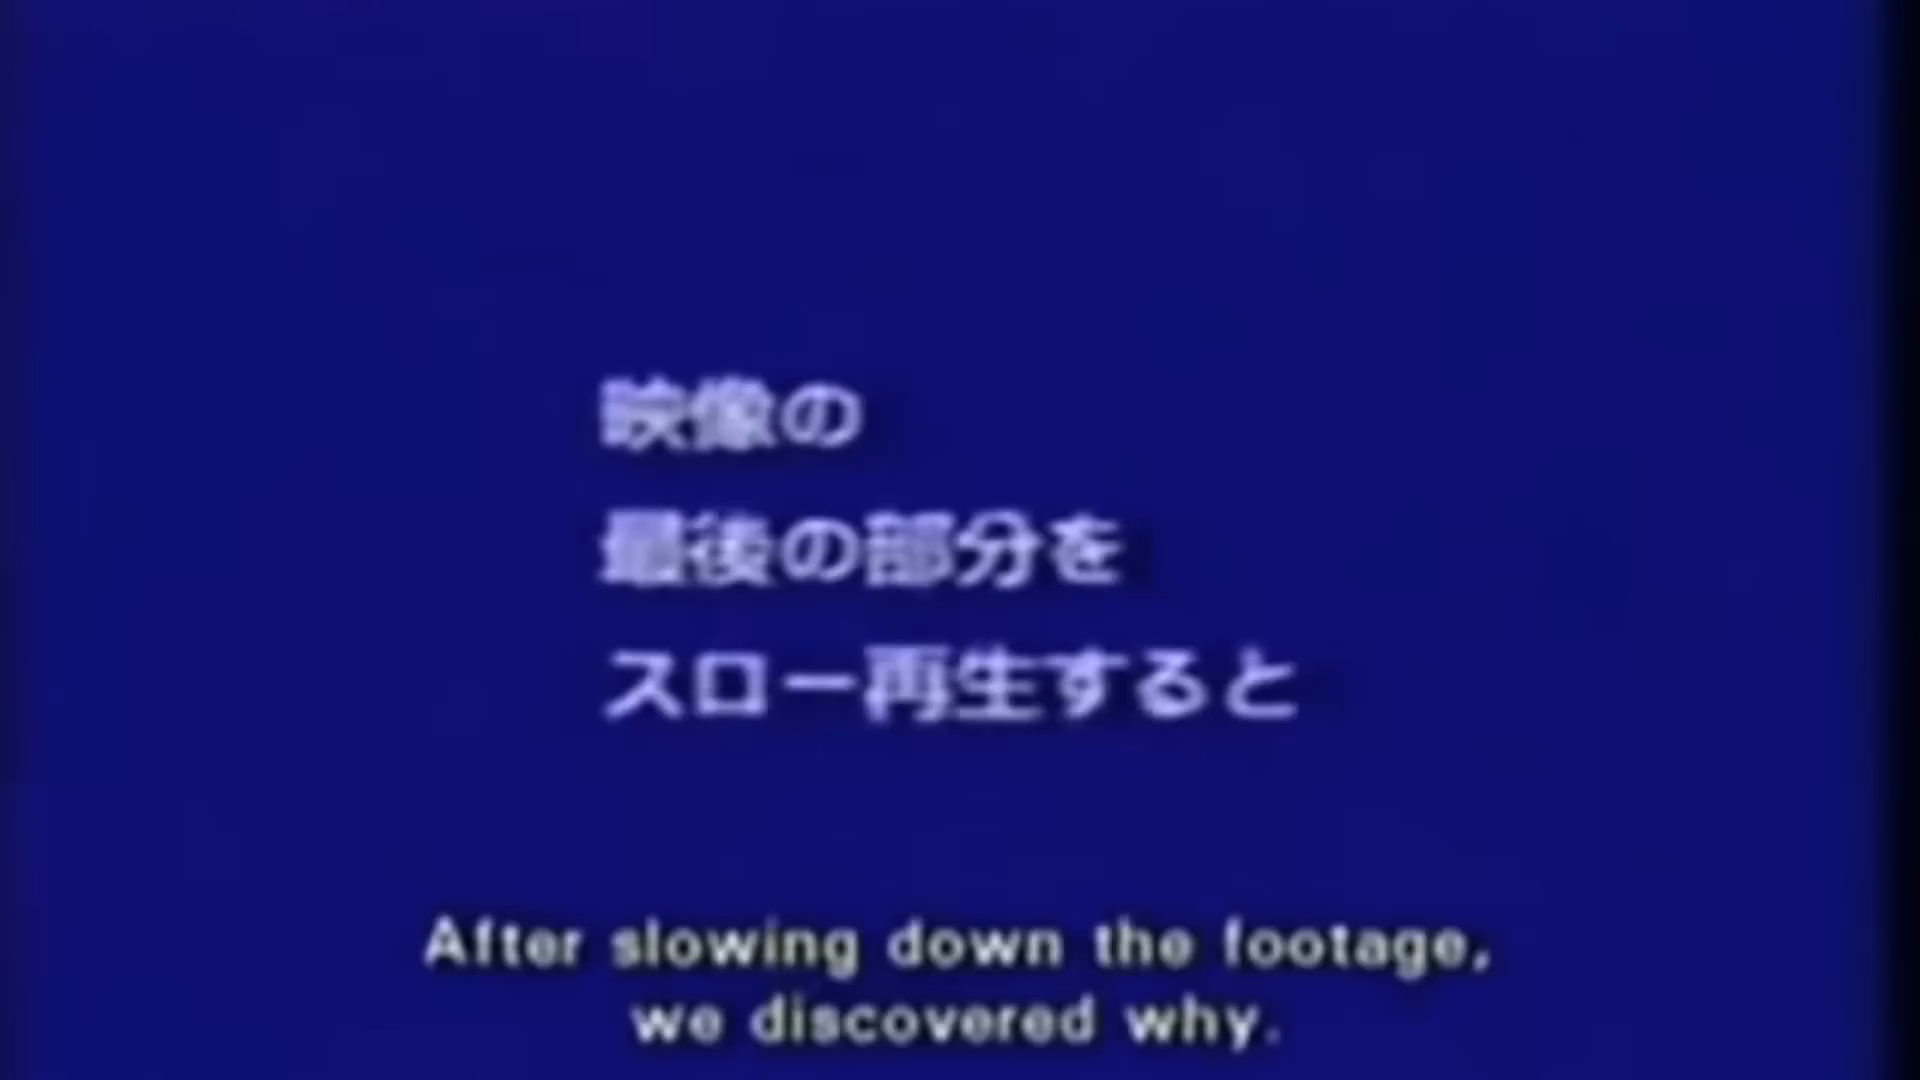 映像の
最後の部分を
スロー再生すると
After slowing down the footage,
we discovered why.